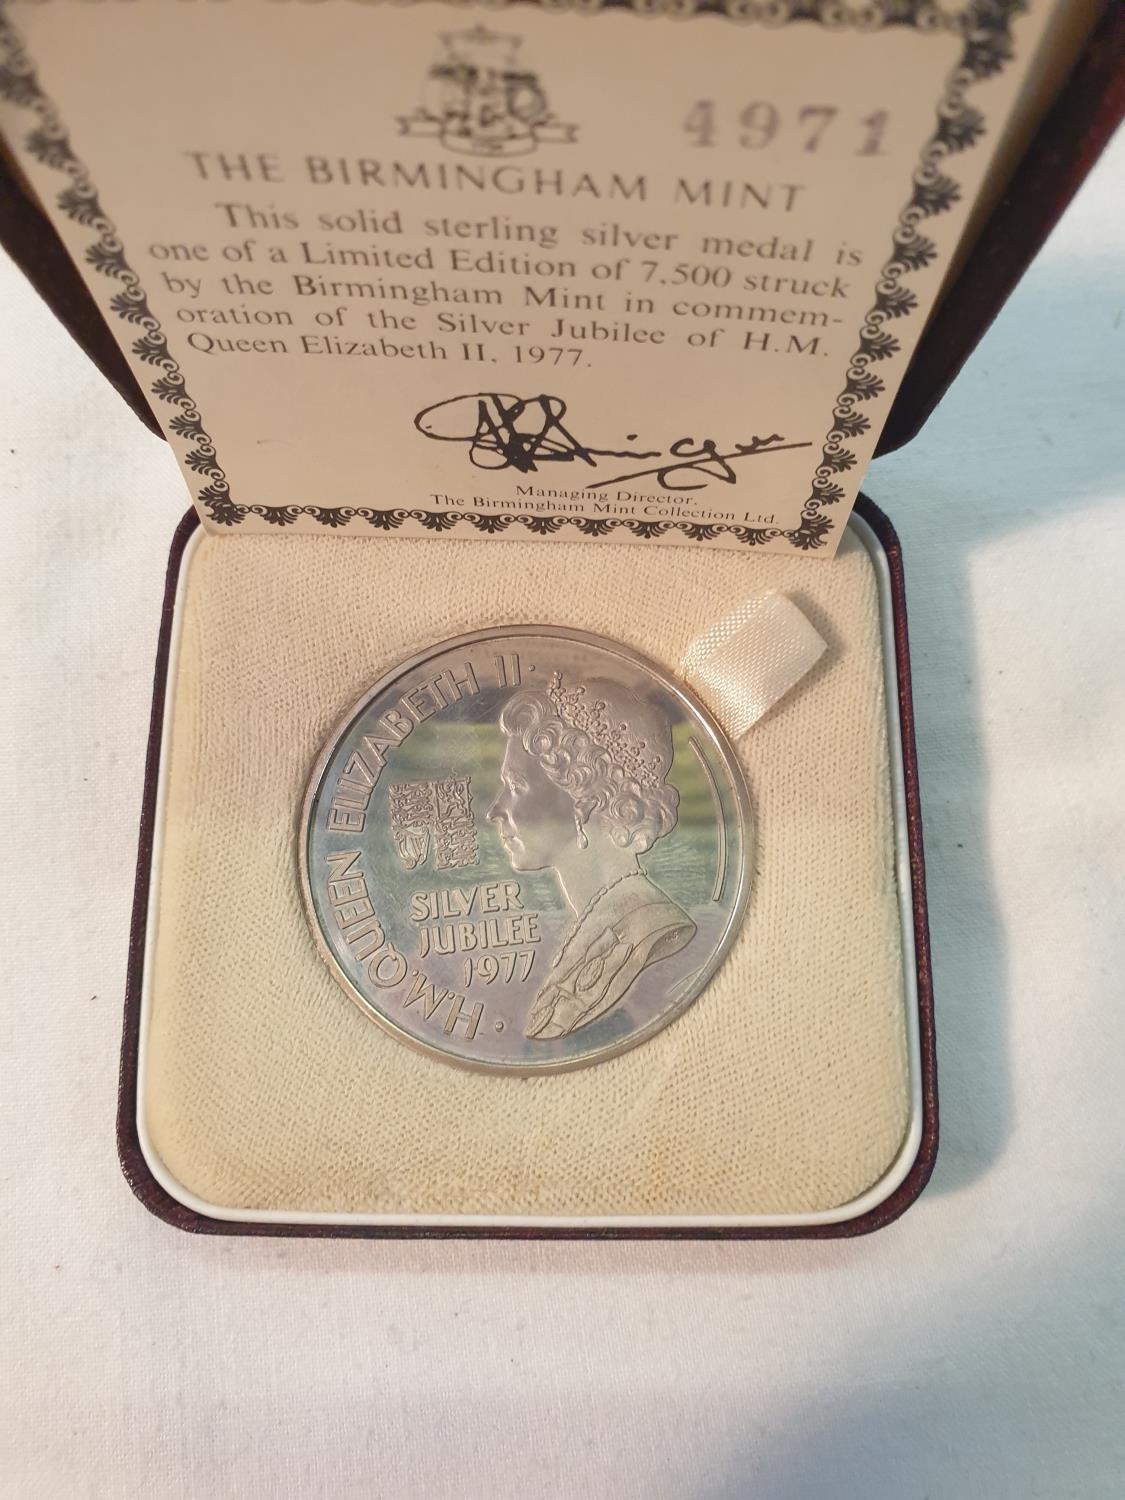 4971
THE BIRMINGHAM MINT
This solid sterling silver medal is
one of a Limited Edition of 7,500 struck
by the Birmingham Mint in commem-
oration of the Silver Jubilee of H.M.
Queen Elizabeth II, 1977.
Managing Director,
The Birmingham Mint Collection Ltd.
· H.M. QUEEN ELIZABETH II ·
SILVER
JUBILEE
1977